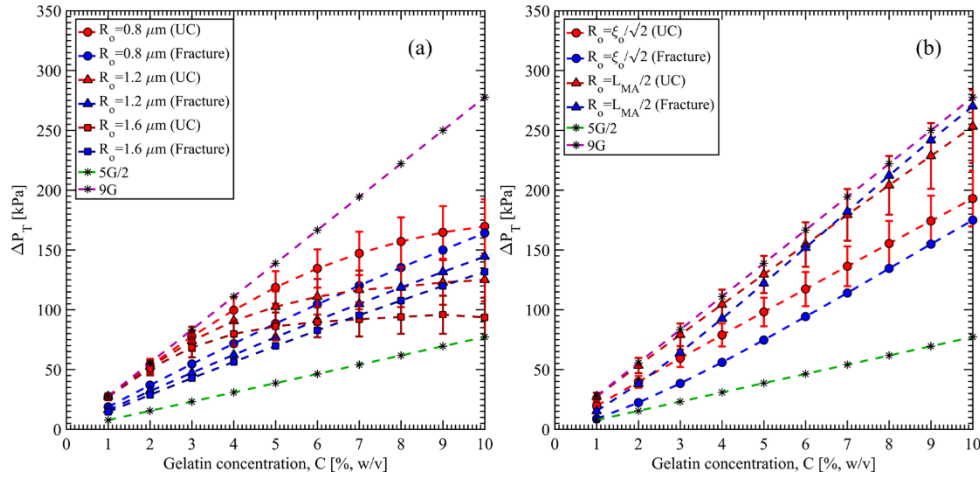 350
300
250
200
150
100
50
0
ΔP_T [kPa]
R_o=0.8 μm (UC)
R_o=0.8 μm (Fracture)
R_o=1.2 μm (UC)
R_o=1.2 μm (Fracture)
R_o=1.6 μm (UC)
R_o=1.6 μm (Fracture)
5G/2
9G
(a)
0 1 2 3 4 5 6 7 8 9 10
Gelatin concentration, C [%, w/v]
350
300
250
200
150
100
50
0
ΔP_T [kPa]
R_o=ξ_o/√2 (UC)
R_o=ξ_o/√2 (Fracture)
R_o=L_MA/2 (UC)
R_o=L_MA/2 (Fracture)
5G/2
9G
(b)
0 1 2 3 4 5 6 7 8 9 10
Gelatin concentration, C [%, w/v]